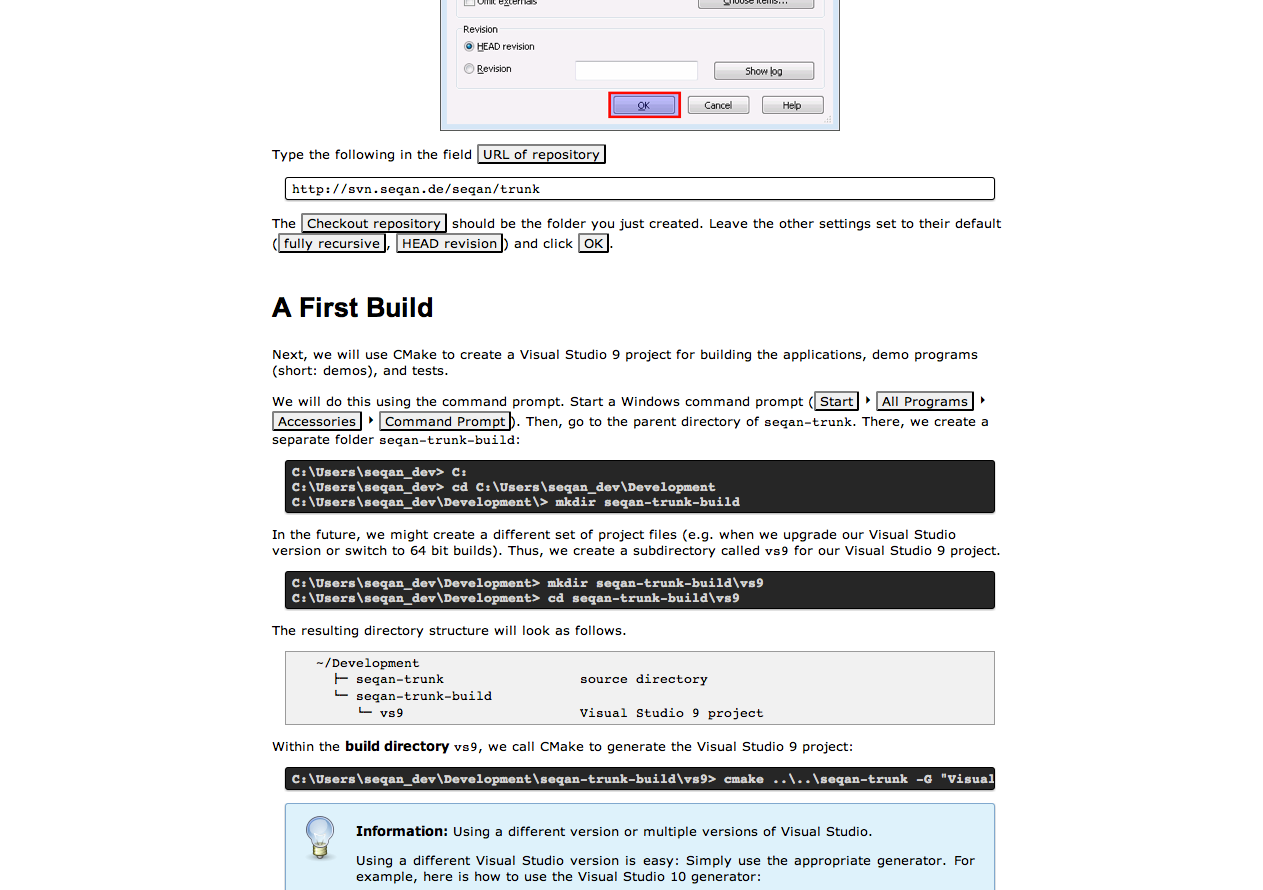 Omit externals Choose items...
Revision
HEAD revision
Revision Show log
OK Cancel Help
Type the following in the field URL of repository
http://svn.seqan.de/seqan/trunk
The Checkout repository should be the folder you just created. Leave the other settings set to their default
(fully recursive, HEAD revision) and click OK.
A First Build
Next, we will use CMake to create a Visual Studio 9 project for building the applications, demo programs
(short: demos), and tests.
We will do this using the command prompt. Start a Windows command prompt (Start ‣ All Programs ‣
Accessories ‣ Command Prompt). Then, go to the parent directory of seqan-trunk. There, we create a
separate folder seqan-trunk-build:
C:\Users\seqan_dev> C:
C:\Users\seqan_dev> cd C:\Users\seqan_dev\Development
C:\Users\seqan_dev\Development\> mkdir seqan-trunk-build
In the future, we might create a different set of project files (e.g. when we upgrade our Visual Studio
version or switch to 64 bit builds). Thus, we create a subdirectory called vs9 for our Visual Studio 9 project.
C:\Users\seqan_dev\Development> mkdir seqan-trunk-build\vs9
C:\Users\seqan_dev\Development> cd seqan-trunk-build\vs9
The resulting directory structure will look as follows.
~/Development
├─ seqan-trunk source directory
└─ seqan-trunk-build
└─ vs9 Visual Studio 9 project
Within the build directory vs9, we call CMake to generate the Visual Studio 9 project:
C:\Users\seqan_dev\Development\seqan-trunk-build\vs9> cmake ..\..\seqan-trunk -G "Visual
Information: Using a different version or multiple versions of Visual Studio.
Using a different Visual Studio version is easy: Simply use the appropriate generator. For
example, here is how to use the Visual Studio 10 generator: